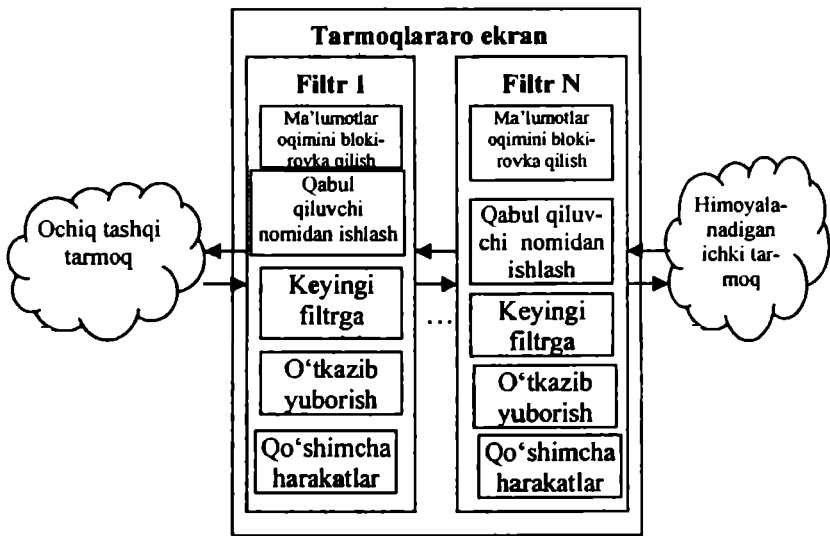 Tarmoqlararo ekran
Filtr 1
Ma’lumotlar
oqimini bloki-
rovka qilish
Qabul
qiluvchi
nomidan ishlash
Keyingi
filtrga
O‘tkazib
yuborish
Qo‘shimcha
harakatlar
Filtr N
Ma’lumotlar
oqimini bloki-
rovka qilish
Qabul qiluv-
chi nomidan
ishlash
Keyingi
filtrga
O‘tkazib
yuborish
Qo‘shimcha
harakatlar
...
Ochiq tashqi
tarmoq
Himoyala-
nadigan
ichki tar-
moq